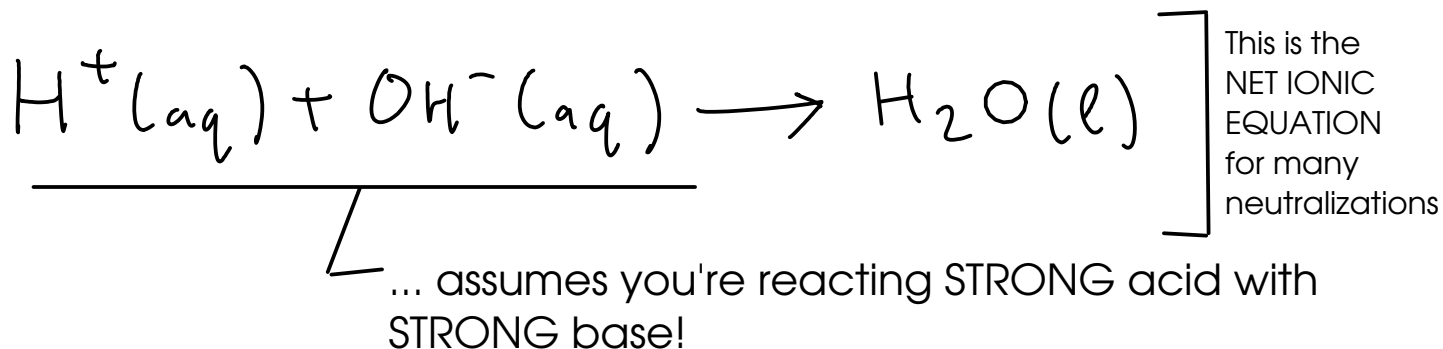 H⁺(aq) + OH⁻(aq) → H₂O(l)
This is the
NET IONIC
EQUATION
for many
neutralizations
... assumes you're reacting STRONG acid with
STRONG base!